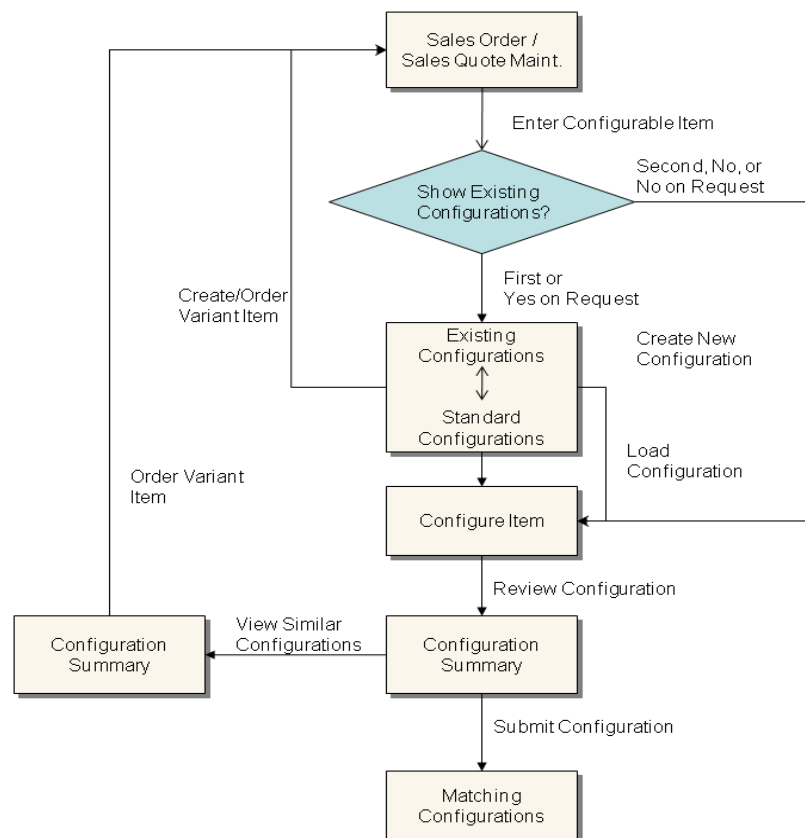 Sales Order /
Sales Quote Maint.
Enter Configurable Item
Second, No, or
No on Request
Show Existing
Configurations?
First or
Yes on Request
Create/Order
Variant Item
Existing
Configurations
Create New
Configuration
Standard
Configurations
Load
Configuration
Order Variant
Item
Configure Item
Review Configuration
View Similar
Configurations
Configuration
Summary
Configuration
Summary
Submit Configuration
Matching
Configurations